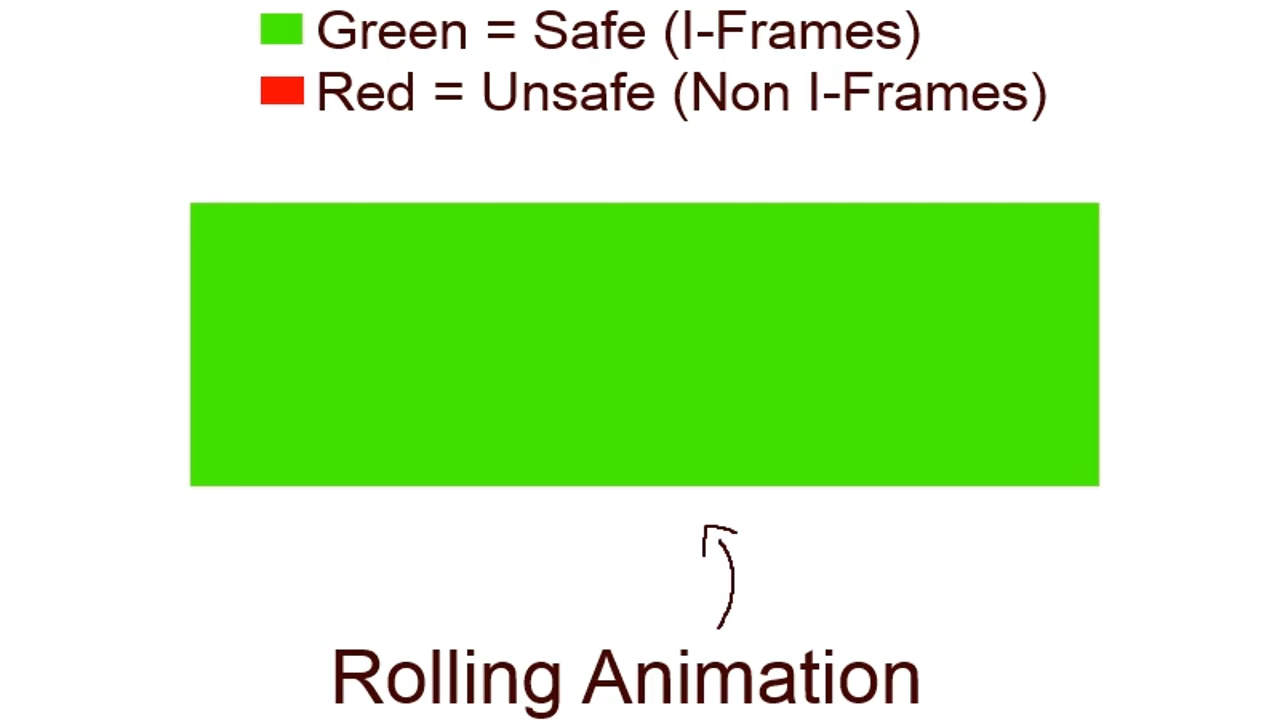 Green = Safe (I-Frames)
Red = Unsafe (Non I-Frames)
Rolling Animation